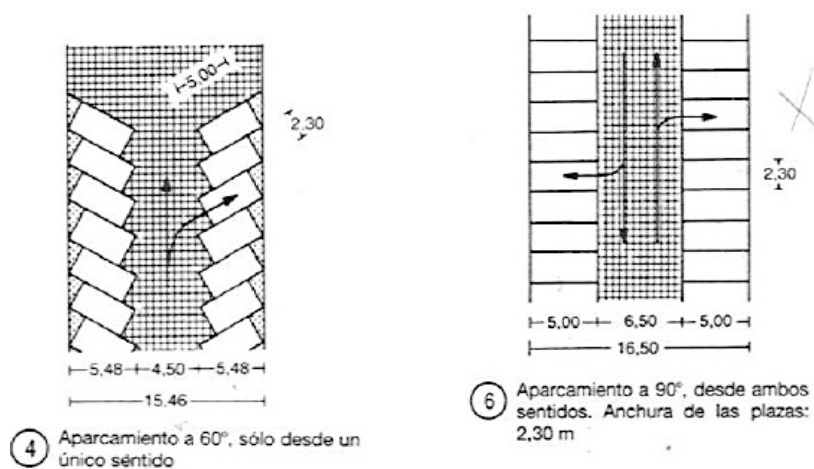 5,00
2,30
5,48 4,50 5,48
15,46
4 Aparcamiento a 60°, sólo desde un
único sentido
2,30
5,00 6,50 5,00
16,50
6 Aparcamiento a 90°, desde ambos
sentidos. Anchura de las plazas:
2,30 m